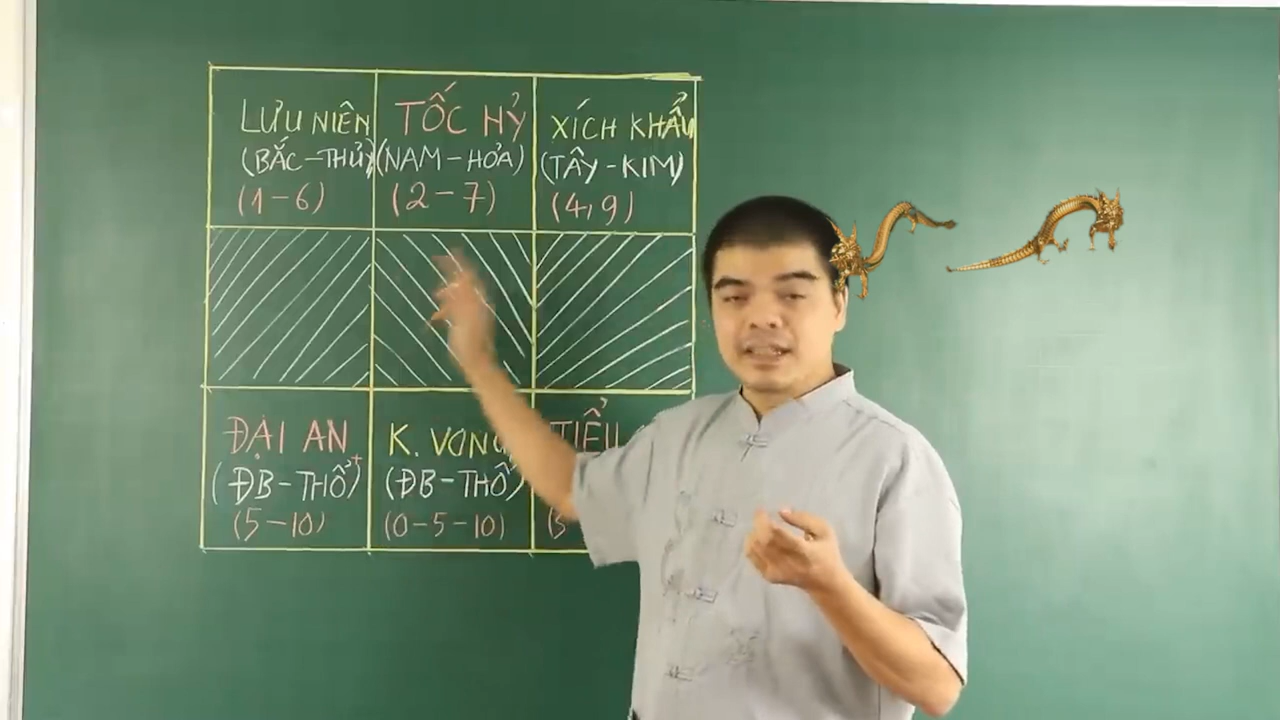 LƯU NIÊN
(BẮC-THỦY)
(1-6)
TỐC HỶ
(NAM-HỎA)
(2-7)
XÍCH KHẨU
(TÂY-KIM)
(4,9)
ĐẠI AN
(ĐB-THỔ)
(5-10)
K. VONG
(ĐB-THỔ)
(0-5-10)
TIỂU